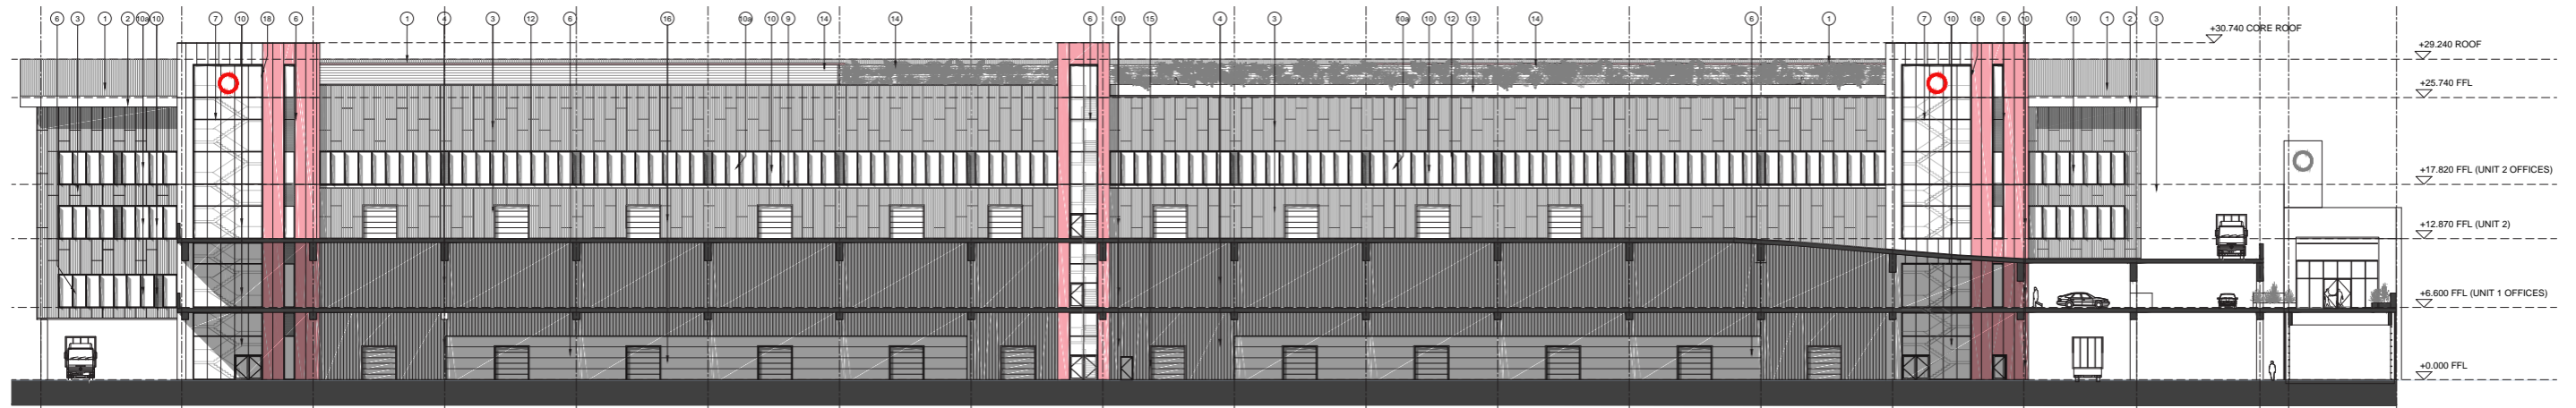 6 3 1 2 10a 10 7 10 18 6 1 4 3 12 6 16 10a 10 9 14 14 6 10 15 4 3 10a 10 12 13 14 6 1 7 10 18 6 10 10 1 2 3
+30.740 CORE ROOF
+29.240 ROOF
+25.740 FFL
+17.820 FFL (UNIT 2 OFFICES)
+12.870 FFL (UNIT 2)
+6.600 FFL (UNIT 1 OFFICES)
+0.000 FFL